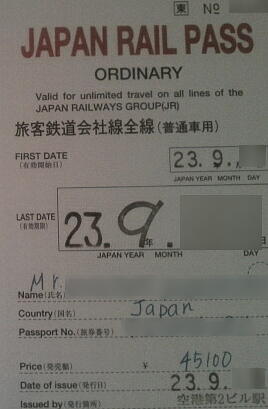 東 №
JAPAN RAIL PASS
ORDINARY
Valid for unlimited travel on all lines of the
JAPAN RAILWAYS GROUP(JR)
旅客鉄道会社線全線(普通車用)
FIRST DATE
(有効開始日)
23.9.
JAPAN YEAR MONTH DAY
LAST DATE
(有効期限)
23.9.
年 日
JAPAN YEAR MONTH DAY
Mr.
Name(氏名)
Country(国名) Japan
Passport No.(旅券番号)
Price(発売額) ¥ 45100
Date of issue(発行日) 23.9.
Issued by(発行箇所) 空港第2ビル駅